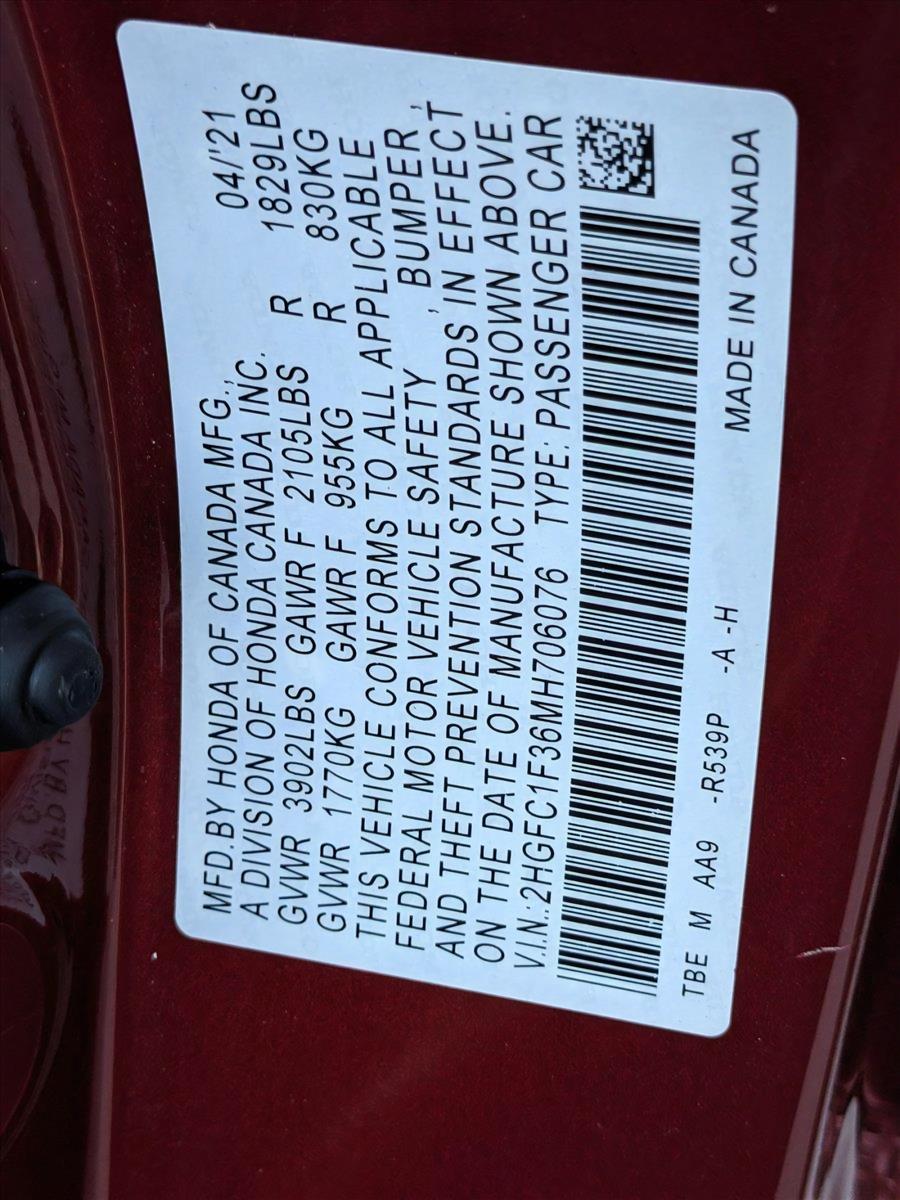 MFD.BY HONDA OF CANADA MFG., 04/'21
A DIVISION OF HONDA CANADA INC.
GVWR 3902LBS GAWR F 2105LBS R 1829LBS
GVWR 1770KG GAWR F 955KG R 830KG
THIS VEHICLE CONFORMS TO ALL APPLICABLE
FEDERAL MOTOR VEHICLE SAFETY , BUMPER ,
AND THEFT PREVENTION STANDARDS IN EFFECT
ON THE DATE OF MANUFACTURE SHOWN ABOVE.
V.I.N.:2HGFC1F36MH706076 TYPE: PASSENGER CAR
TBE M AA9 -R539P -A -H MADE IN CANADA